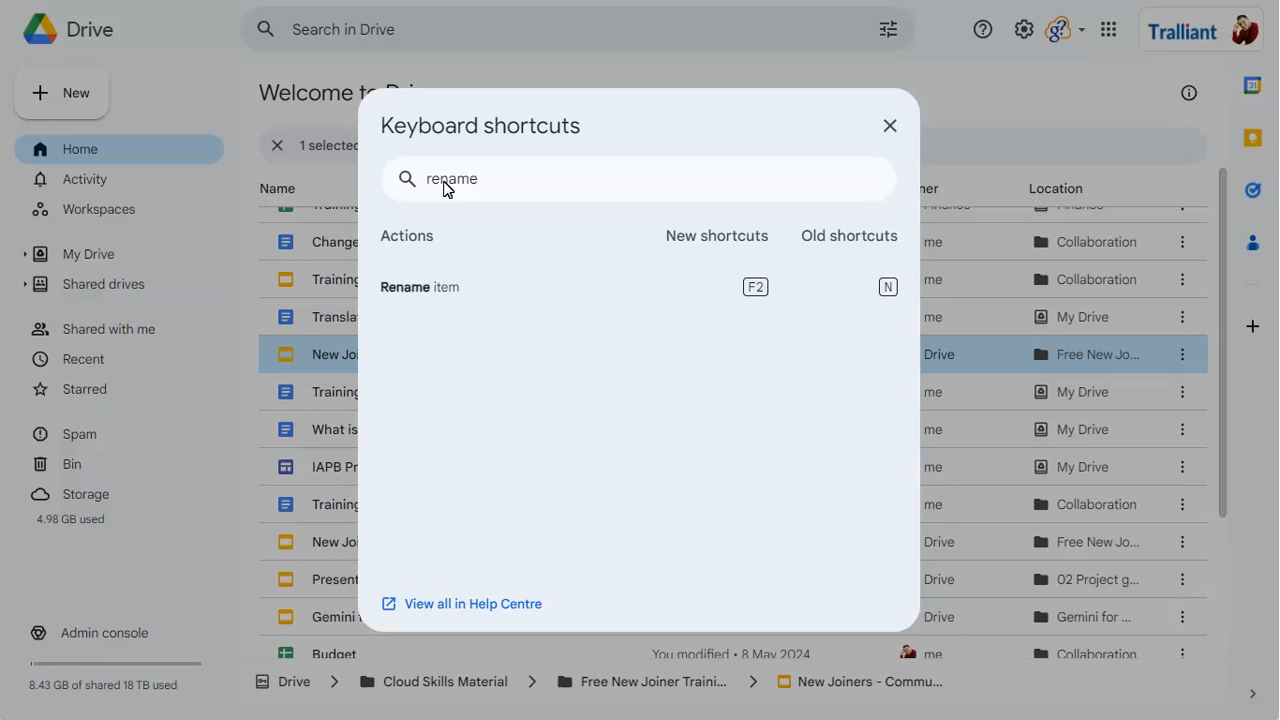 Drive
Search in Drive
Tralliant
New
Welcome to Dri
Home
Activity
Workspaces
My Drive
Shared drives
Shared with me
Recent
Starred
Spam
Bin
Storage
4.98 GB used
Admin console
8.43 GB of shared 18 TB used
1 selected
Name
Location
Keyboard shortcuts
rename
Actions New shortcuts Old shortcuts
Rename item F2 N
View all in Help Centre
Change me Collaboration
Training me Collaboration
Transla me My Drive
New Joi Drive Free New Jo...
Training me My Drive
What is me My Drive
IAPB Pr me My Drive
Training me Collaboration
New Joi Drive Free New Jo...
Present Drive 02 Project g...
Gemini f Drive Gemini for ...
Budget You modified • 8 May 2024 me Collaboration
Drive Cloud Skills Material Free New Joiner Traini... New Joiners - Commu...
31